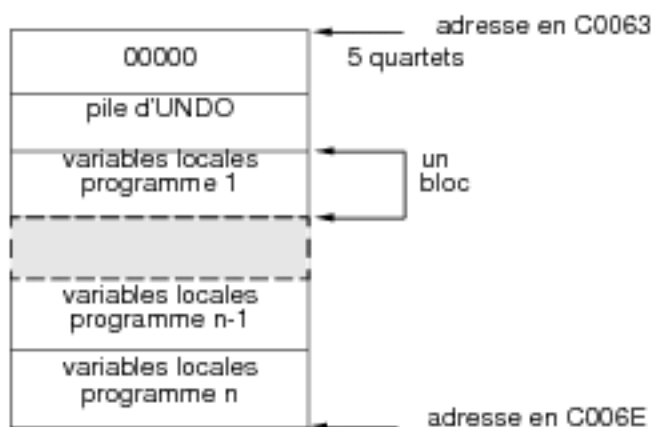 adresse en C0063
00000
5 quartets
pile d'UNDO
variables locales
programme 1
un
bloc
variables locales
programme n-1
variables locales
programme n
adresse en C006E